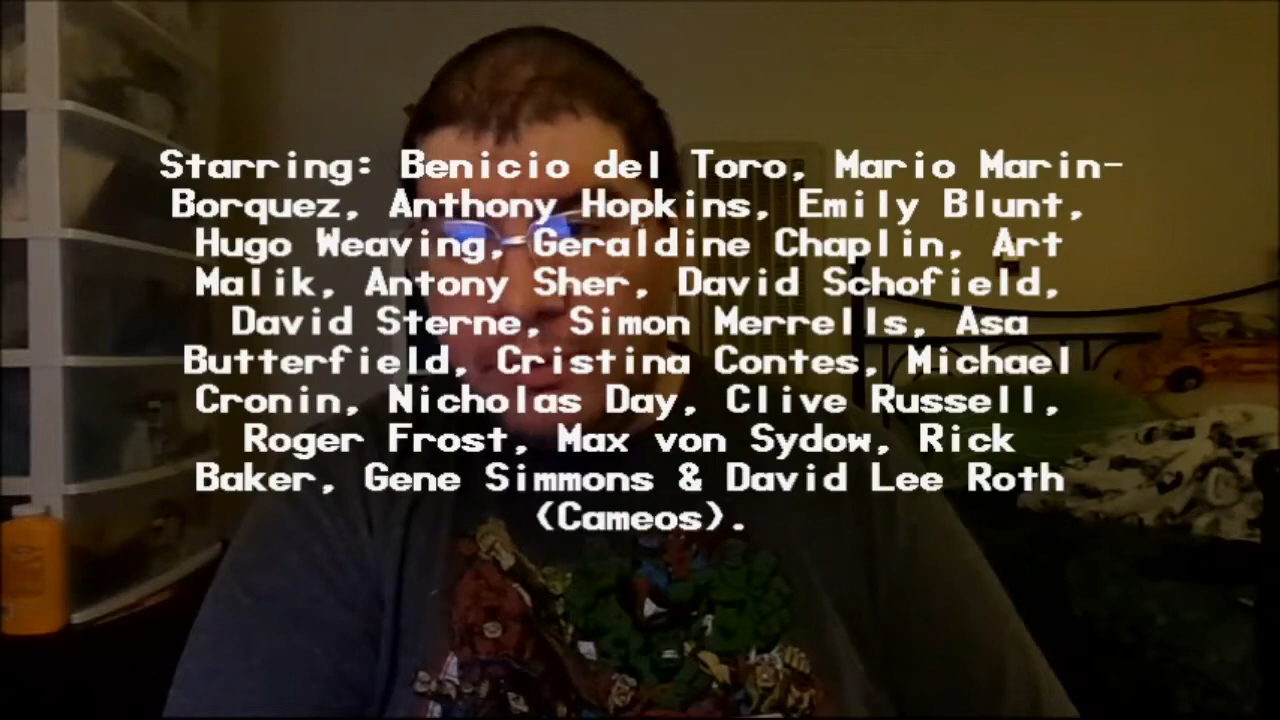 Starring: Benicio del Toro, Mario Marin-
Borquez, Anthony Hopkins, Emily Blunt,
Hugo Weaving, Geraldine Chaplin, Art
Malik, Antony Sher, David Schofield,
David Sterne, Simon Merrells, Asa
Butterfield, Cristina Contes, Michael
Cronin, Nicholas Day, Clive Russell,
Roger Frost, Max von Sydow, Rick
Baker, Gene Simmons & David Lee Roth
(Cameos).